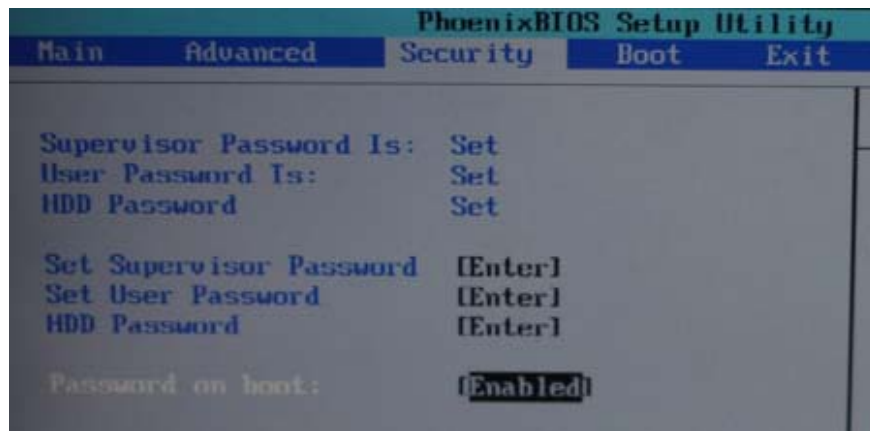 PhoenixBIOS Setup Utility
Main Advanced Security Boot Exit
Supervisor Password Is: Set
User Password Is: Set
HDD Password Set
Set Supervisor Password [Enter]
Set User Password [Enter]
HDD Password [Enter]
Password on boot: [Enabled]